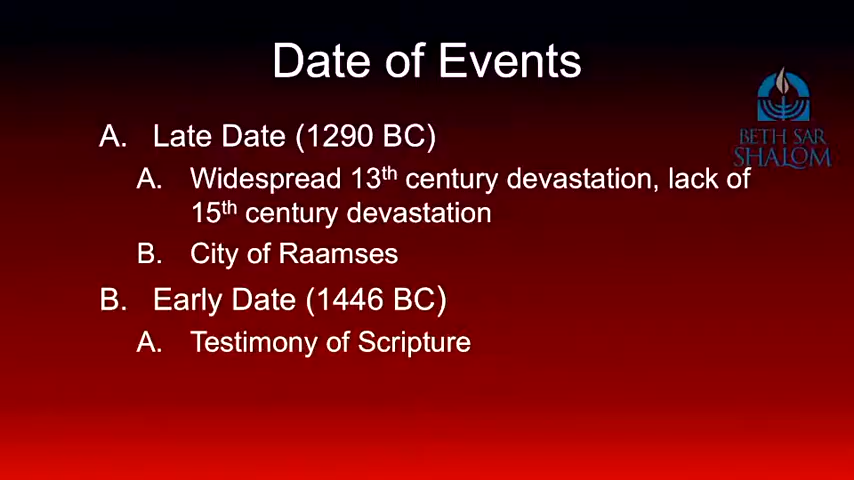 Date of Events
BETH SAR
SHALOM
A. Late Date (1290 BC)
A. Widespread 13th century devastation, lack of
15th century devastation
B. City of Raamses
B. Early Date (1446 BC)
A. Testimony of Scripture